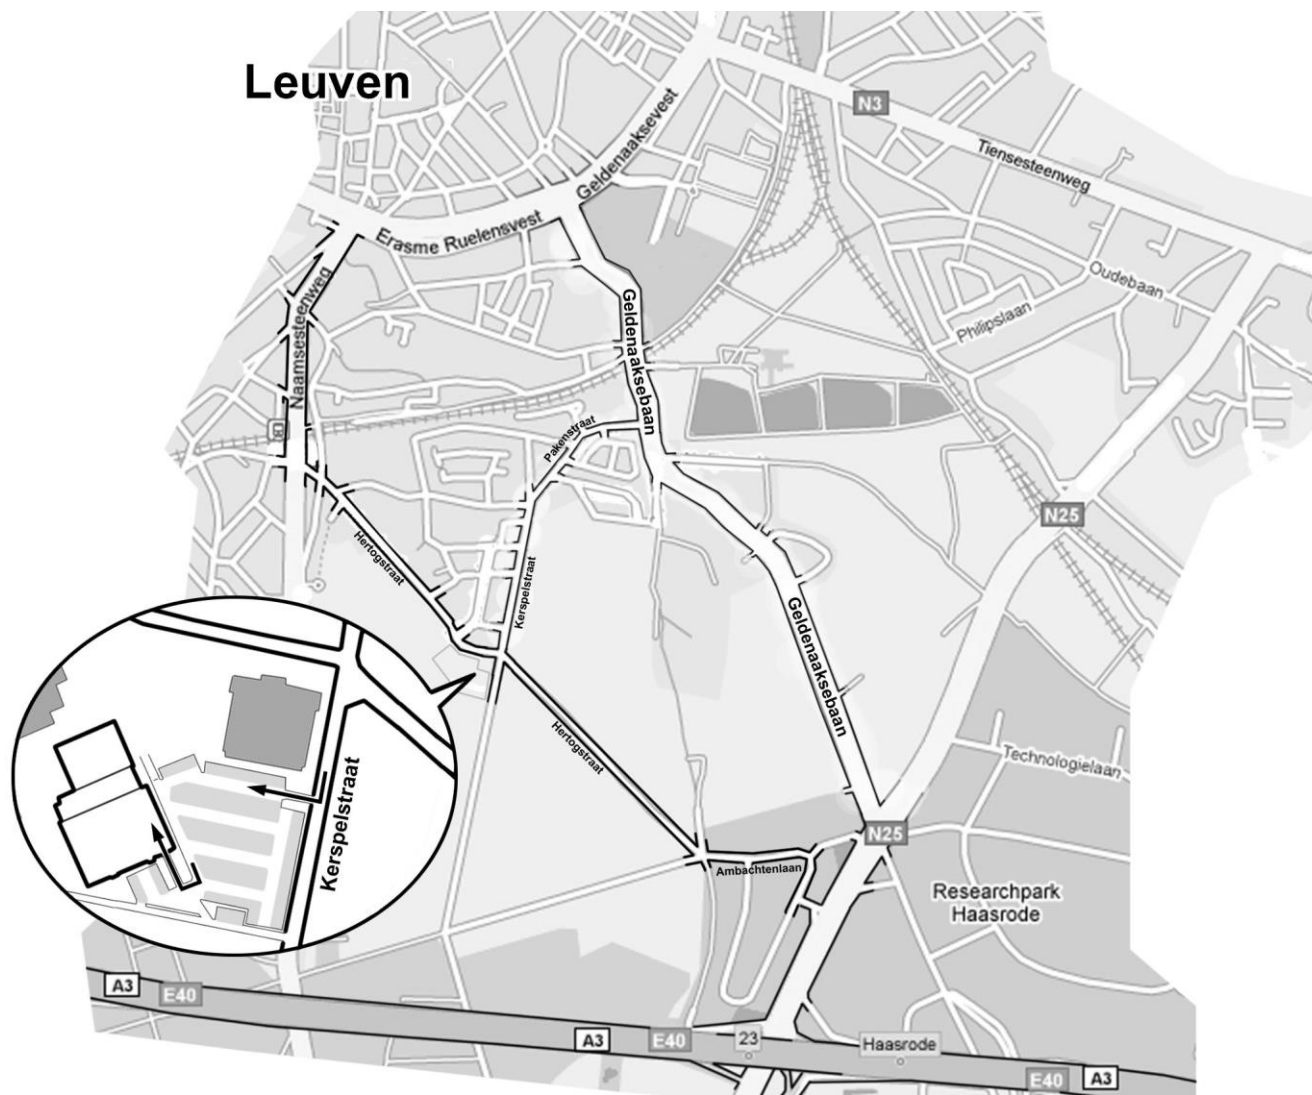 Leuven
N3
Geldenaaksevest
Tiensesteenweg
Erasme Ruelensvest
Oudebaan
Naamsesteenweg
Geldenaaksebaan
Philipslaan
Pakenstraat
N25
Hertogstraat
Kerspelstraat
Geldenaaksebaan
Hertogstraat
Technologielaan
Kerspelstraat
N25
Ambachtenlaan
Researchpark
Haasrode
A3
E40
A3
E40
23
Haasrode
E40
A3